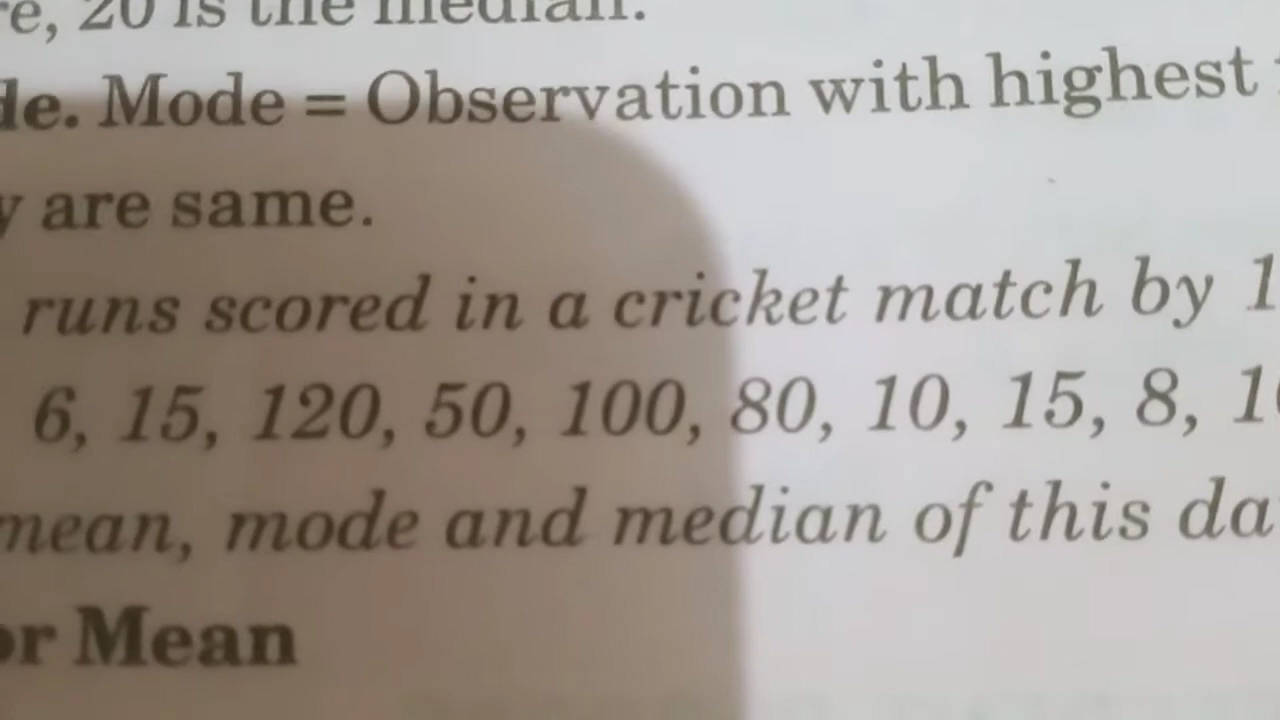 re, 20 is the median.
de. Mode = Observation with highest
y are same.
runs scored in a cricket match by 1
6, 15, 120, 50, 100, 80, 10, 15, 8, 1
mean, mode and median of this da
or Mean